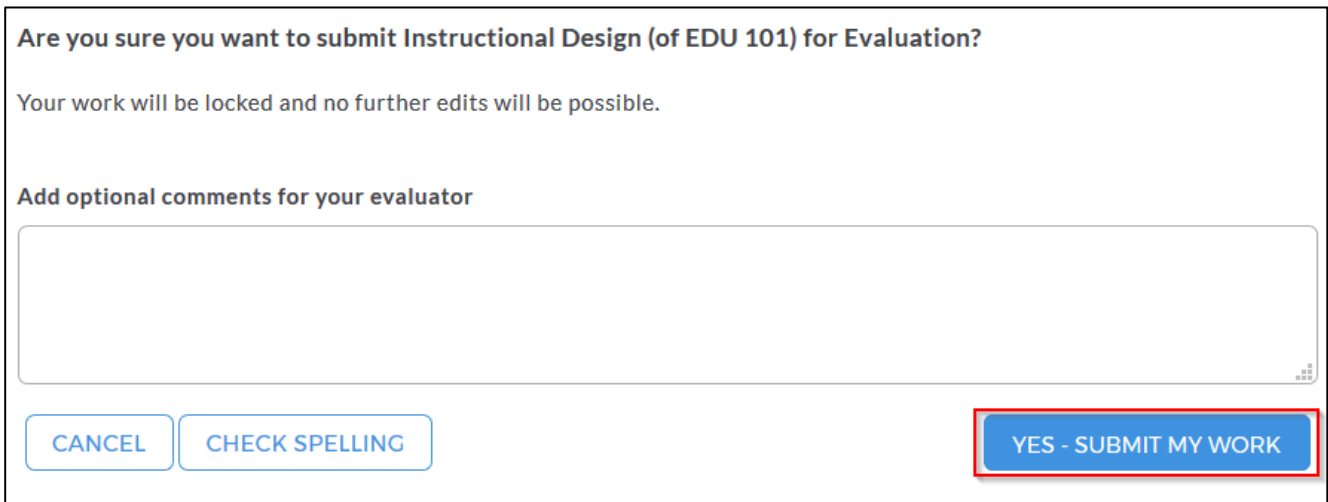 Are you sure you want to submit Instructional Design (of EDU 101) for Evaluation?
Your work will be locked and no further edits will be possible.
Add optional comments for your evaluator
CANCEL CHECK SPELLING YES - SUBMIT MY WORK